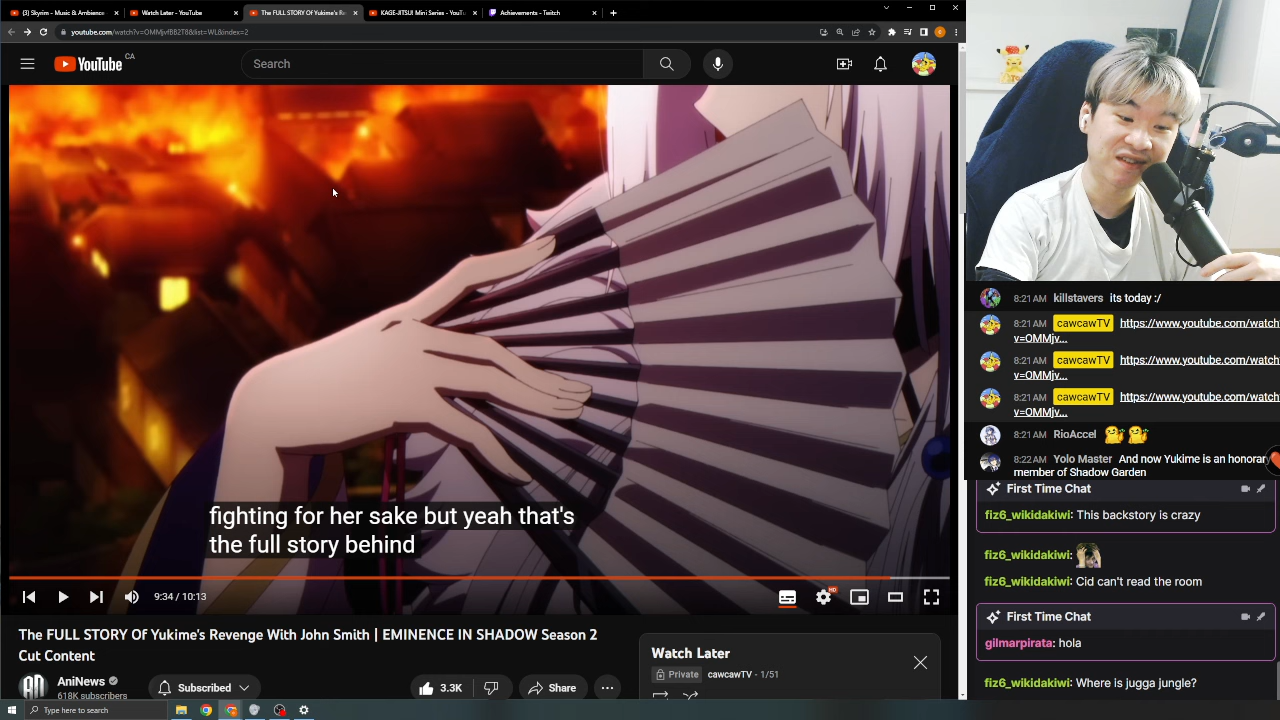 (3) Skyrim - Music & Ambience
Watch Later - YouTube
The FULL STORY Of Yukime's Re
KAGE-JITSU! Mini Series - YouTu
Achievements - Twitch
youtube.com/watch?v=OMMjvfB82T8&list=WL&index=2
YouTube CA
Search
fighting for her sake but yeah that's
the full story behind
9:34 / 10:13
HD
The FULL STORY Of Yukime's Revenge With John Smith | EMINENCE IN SHADOW Season 2
Cut Content
AniNews
618K subscribers
Subscribed
3.3K
Share
Watch Later
Private cawcawTV - 1/51
8:21 AM killstavers its today :/
8:21 AM cawcawTV https://www.youtube.com/watch
v=OMMjv...
8:21 AM cawcawTV https://www.youtube.com/watch
v=OMMjv...
8:21 AM cawcawTV https://www.youtube.com/watch
v=OMMjv...
8:21 AM RioAccel
8:22 AM Yolo Master And now Yukime is an honorary
member of Shadow Garden
First Time Chat
fiz6_wikidakiwi: This backstory is crazy
fiz6_wikidakiwi:
fiz6_wikidakiwi: Cid can't read the room
First Time Chat
gilmarpirata: hola
fiz6_wikidakiwi: Where is jugga jungle?
Type here to search